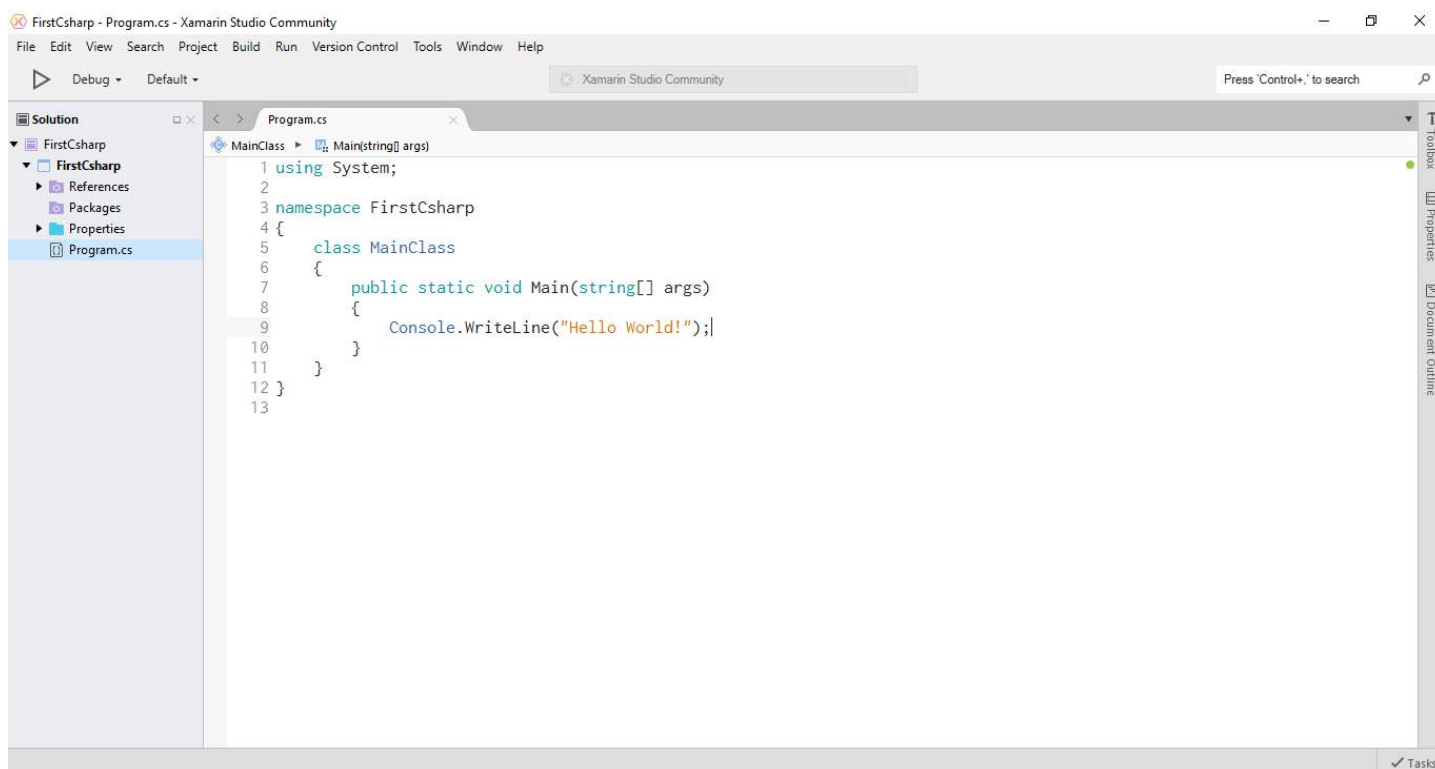 FirstCsharp - Program.cs - Xamarin Studio Community
File Edit View Search Project Build Run Version Control Tools Window Help
Debug Default Xamarin Studio Community Press 'Control+,' to search
Solution
FirstCsharp
FirstCsharp
References
Packages
Properties
Program.cs
Program.cs
MainClass Main(string[] args)
1 using System;
2
3 namespace FirstCsharp
4 {
5 class MainClass
6 {
7 public static void Main(string[] args)
8 {
9 Console.WriteLine("Hello World!");
10 }
11 }
12 }
13
Toolbox
Properties
Document Outline
Tasks